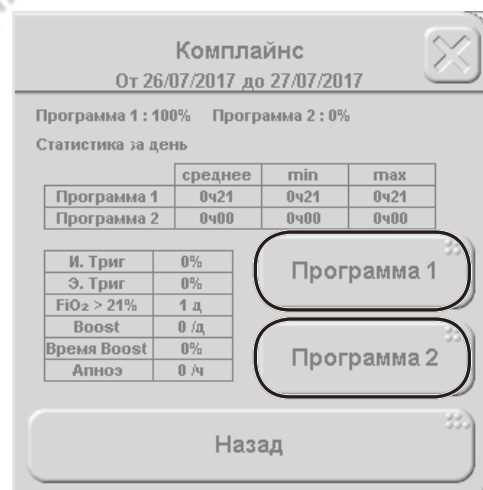 Комплайнс
От 26/07/2017 до 27/07/2017
Программа 1 : 100% Программа 2 : 0%
Статистика за день
среднее min max
Программа 1 0ч21 0ч21 0ч21
Программа 2 0ч00 0ч00 0ч00
И. Триг 0%
Э. Триг 0%
FiO₂ > 21% 1 д
Boost 0 /д
Время Boost 0%
Апноэ 0 /ч
Программа 1
Программа 2
Назад